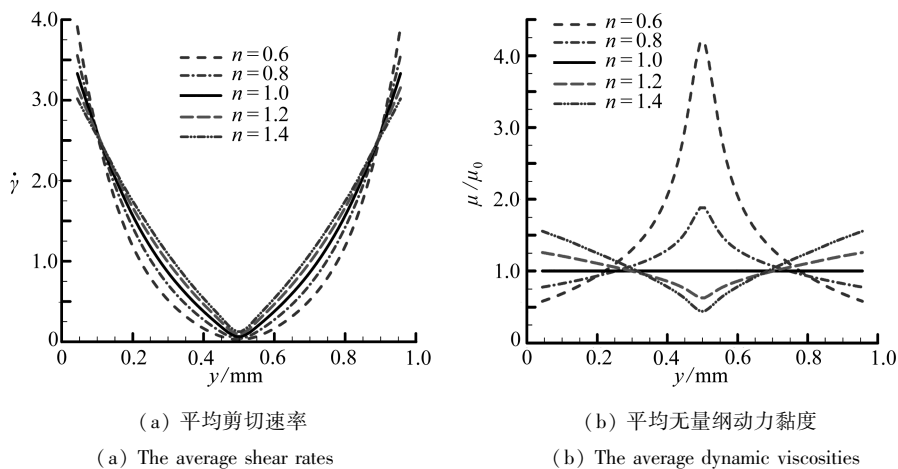 4.0
3.0
2.0
1.0
0
γ̇
n=0.6
n=0.8
n=1.0
n=1.2
n=1.4
0 0.2 0.4 0.6 0.8 1.0
y/mm
(a) 平均剪切速率
(a) The average shear rates
n=0.6
n=0.8
n=1.0
n=1.2
n=1.4
4.0
3.0
2.0
1.0
0
μ/μ₀
0 0.2 0.4 0.6 0.8 1.0
y/mm
(b) 平均无量纲动力黏度
(b) The average dynamic viscosities